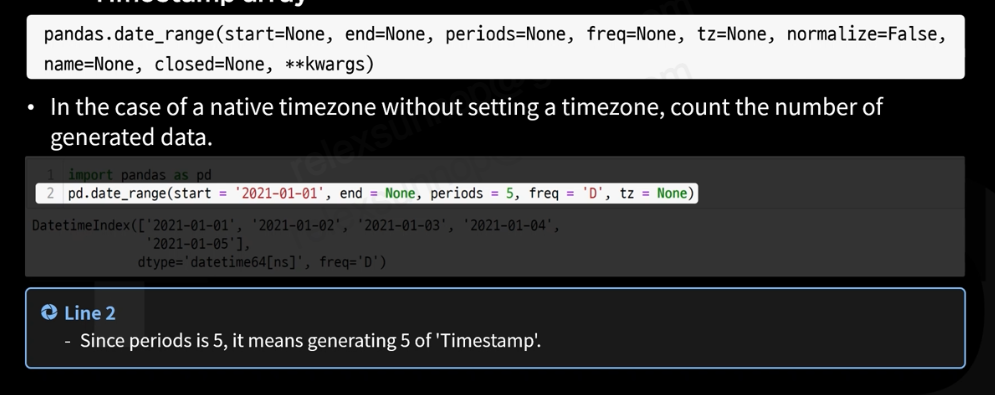 Timestamp array
pandas.date_range(start=None, end=None, periods=None, freq=None, tz=None, normalize=False,
name=None, closed=None, **kwargs)
• In the case of a native timezone without setting a timezone, count the number of
generated data.
1 import pandas as pd
2 pd.date_range(start = '2021-01-01', end = None, periods = 5, freq = 'D', tz = None)
DatetimeIndex(['2021-01-01', '2021-01-02', '2021-01-03', '2021-01-04',
'2021-01-05'],
dtype='datetime64[ns]', freq='D')
Line 2
- Since periods is 5, it means generating 5 of 'Timestamp'.